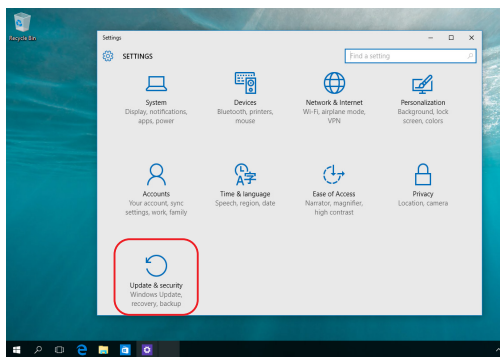 Recycle Bin
Settings
SETTINGS
Find a setting
System
Display, notifications,
apps, power
Devices
Bluetooth, printers,
mouse
Network & Internet
Wi-Fi, airplane mode,
VPN
Personalization
Background, lock
screen, colors
Accounts
Your account, sync
settings, work, family
Time & language
Speech, region, date
Ease of Access
Narrator, magnifier,
high contrast
Privacy
Location, camera
Update & security
Windows Update,
recovery, backup